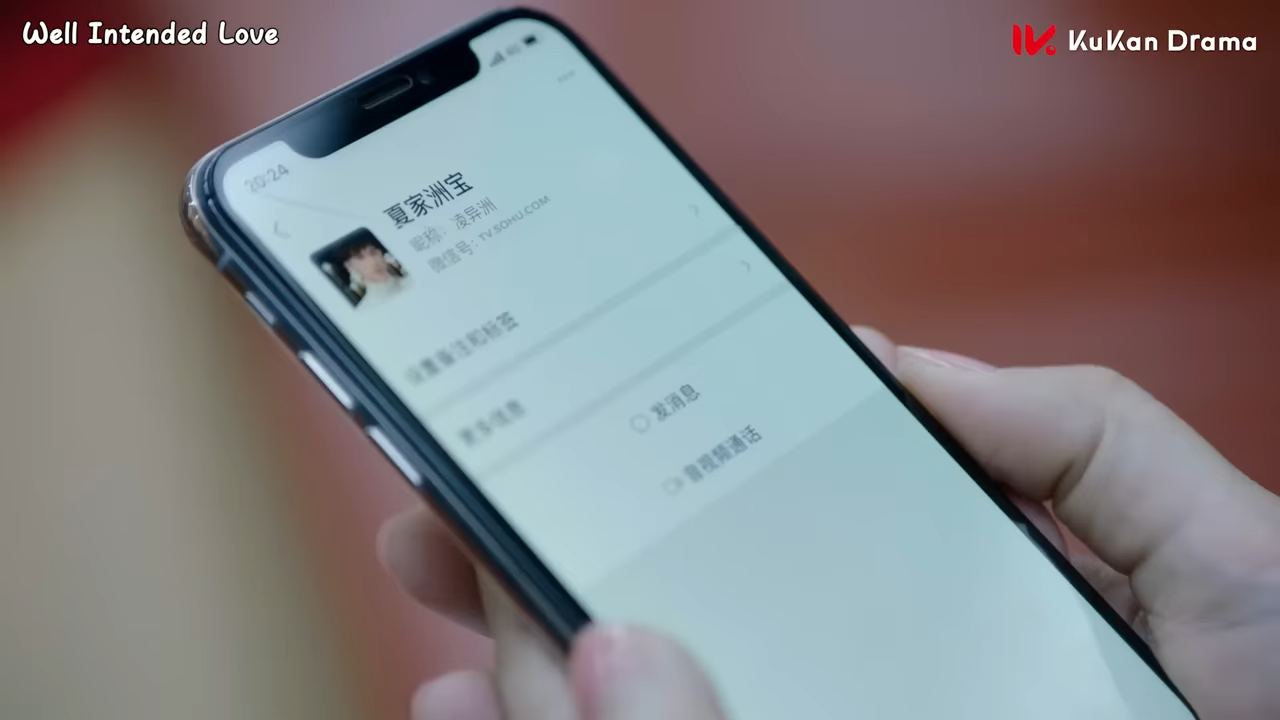 Well Intended Love
KuKan Drama
4G
20:24
夏家洲宝
昵称：凌异洲
微信号：TV.SOHU.COM
设置备注和标签
更多信息
发消息
音视频通话